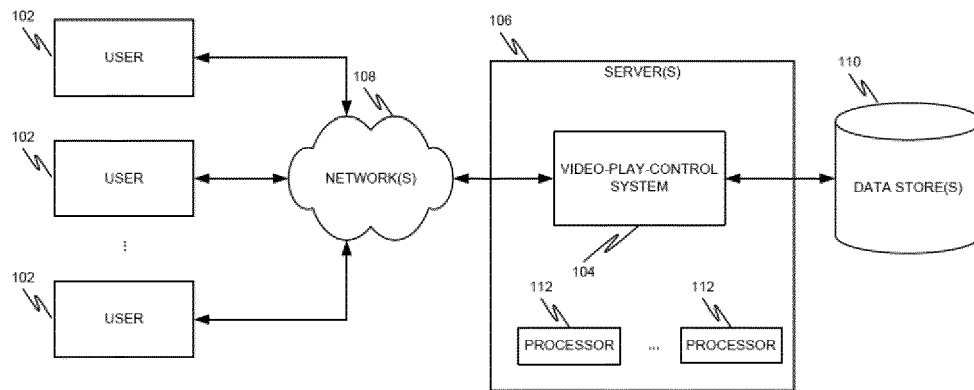 102
USER
102
USER
⋮
102
USER
108
NETWORK(S)
106
SERVER(S)
VIDEO-PLAY-CONTROL
SYSTEM
104
112
PROCESSOR
...
112
PROCESSOR
110
DATA STORE(S)